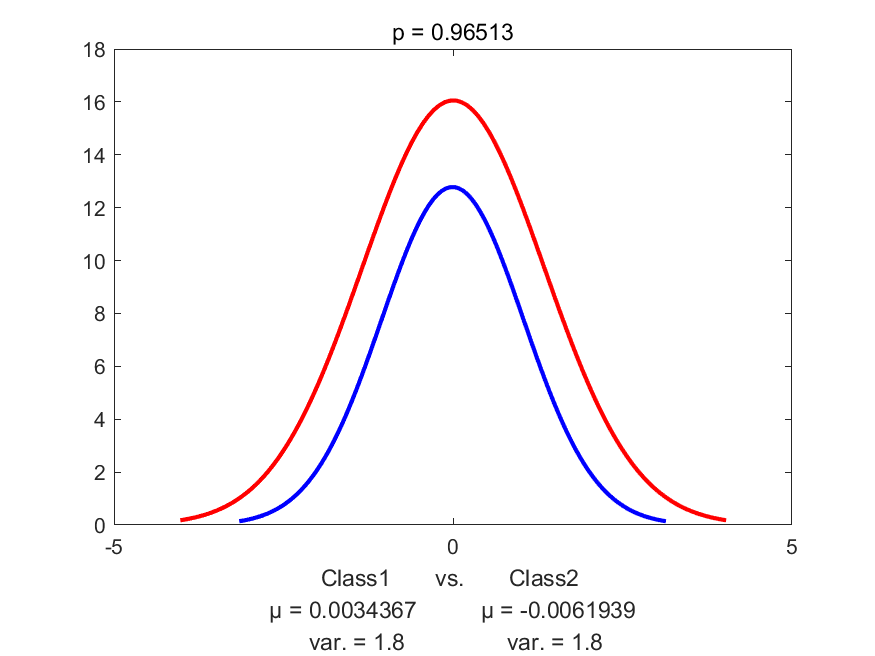 p = 0.96513
18
16
14
12
10
8
6
4
2
0
-5 0 5
Class1 vs. Class2
μ = 0.0034367 μ = -0.0061939
var. = 1.8 var. = 1.8